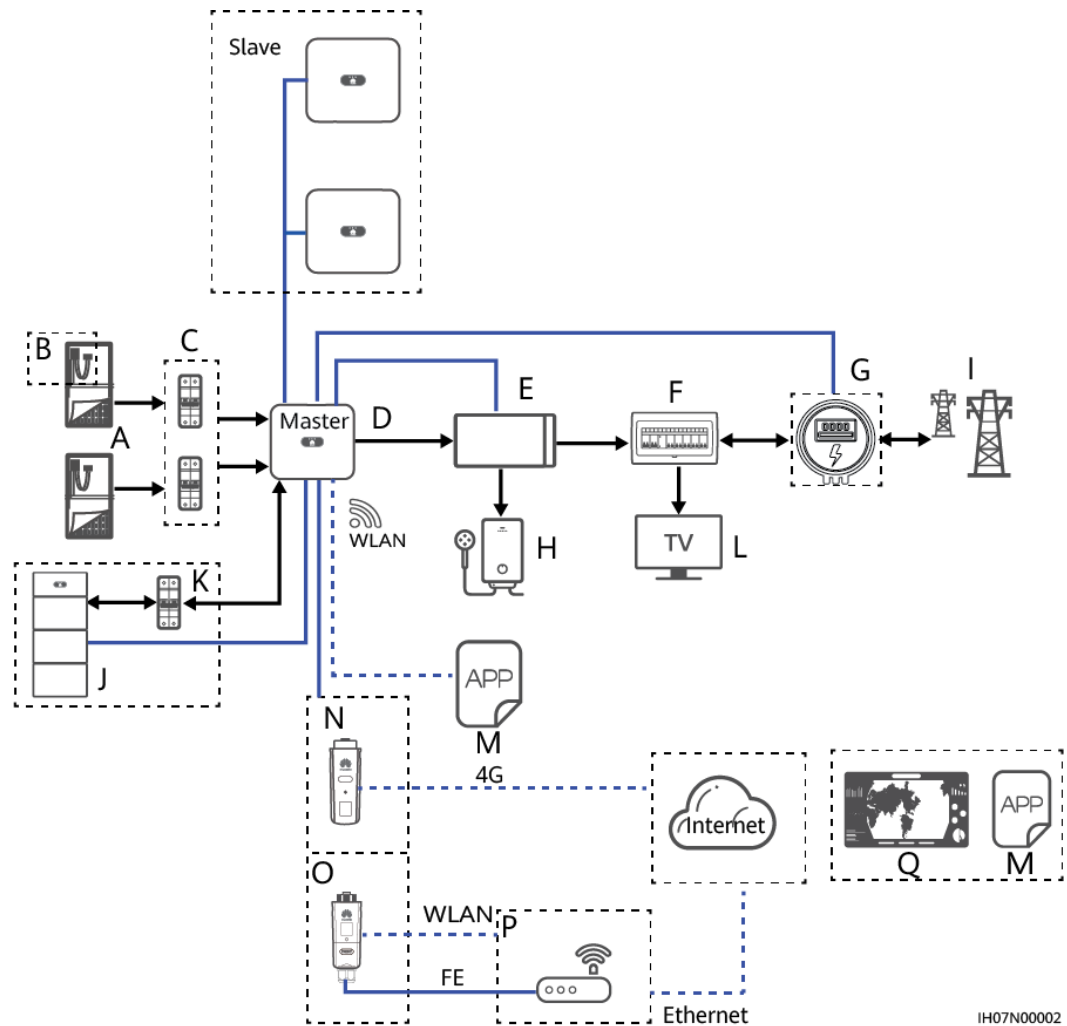 Slave
B
C
A
Master
D
E
F
G
I
WLAN
H
TV
L
K
J
APP
M
N
4G
Internet
APP
Q
M
O
WLAN
P
FE
Ethernet
IH07N00002